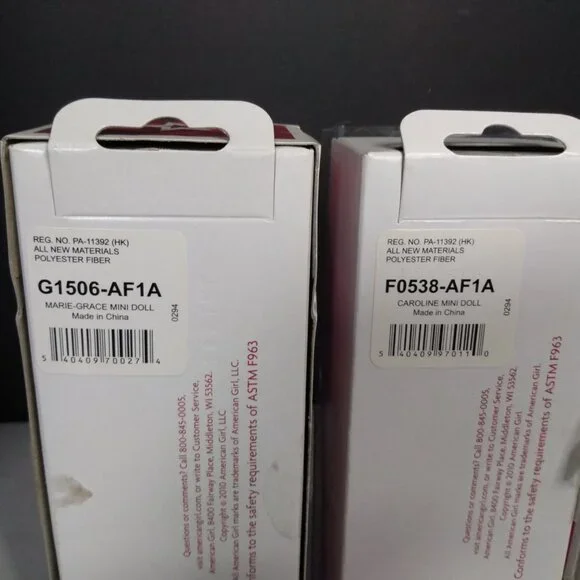 REG. NO. PA-11392 (HK)
ALL NEW MATERIALS
POLYESTER FIBER
G1506-AF1A
MARIE-GRACE MINI DOLL
Made in China
0294
5 40409 70027 4
Questions or comments? Call 800-845-0005,
visit americangirl.com, or write to Customer Service,
American Girl, 8400 Fairway Place, Middleton, WI 53562.
Copyright © 2010 American Girl, LLC
All American Girl marks are trademarks of American Girl, LLC.
Conforms to the safety requirements of ASTM F963
REG. NO. PA-11392 (HK)
ALL NEW MATERIALS
POLYESTER FIBER
F0538-AF1A
CAROLINE MINI DOLL
Made in China
0294
5 40409 97011 0
Questions or comments? Call 800-845-0005,
visit americangirl.com, or write to Customer Service,
American Girl, 8400 Fairway Place, Middleton, WI 53562.
Copyright © 2010 American Girl
All American Girl marks are trademarks of American Girl,
Conforms to the safety requirements of ASTM F963